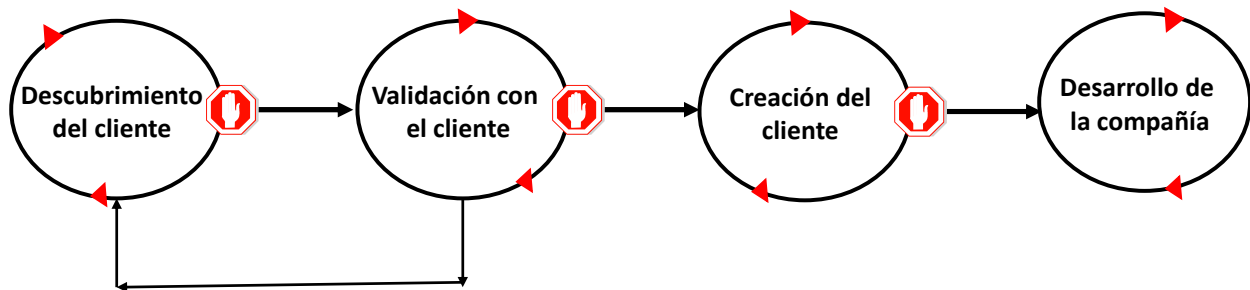 Descubrimiento
del cliente
Validación con
el cliente
Creación del
cliente
Desarrollo de
la compañía